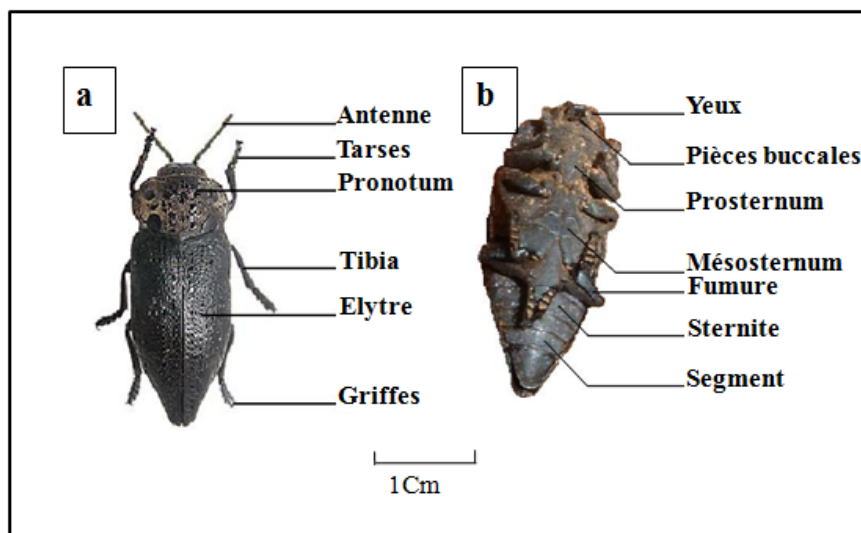 a
Antenne
Tarses
Pronotum
Tibia
Elytre
Griffes
b
Yeux
Pièces buccales
Prosternum
Mésosternum
Fumure
Sternite
Segment
1Cm